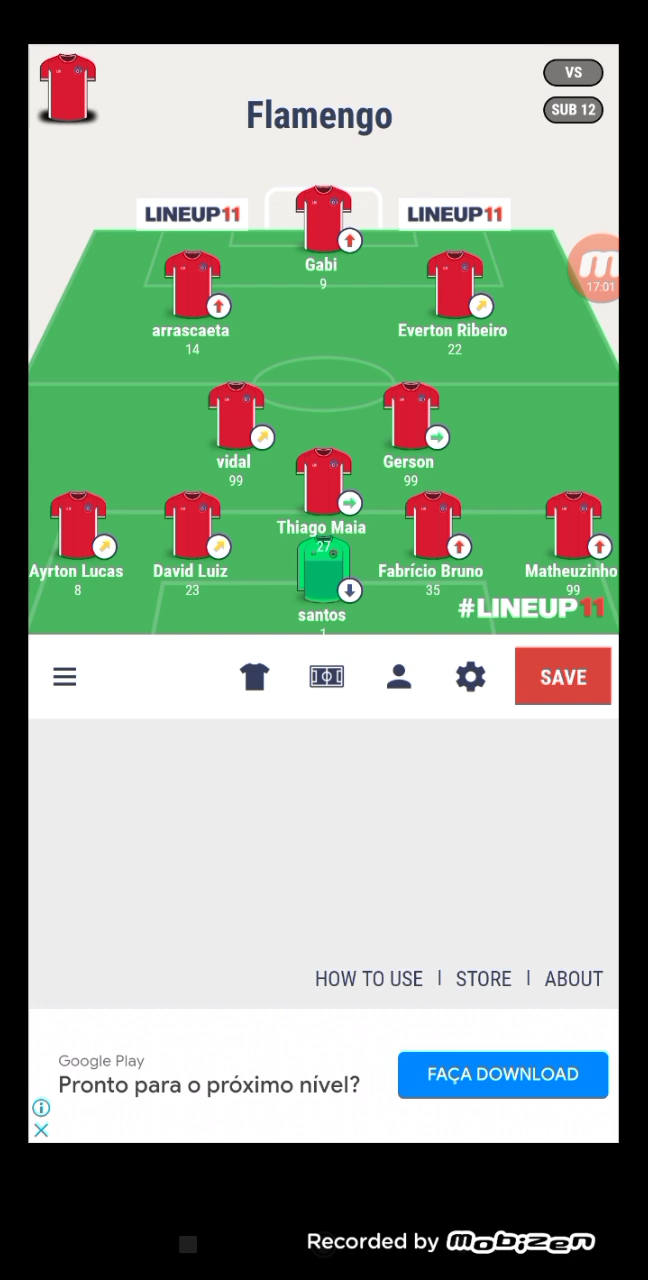 VS
Flamengo
SUB 12
LINEUP11
LINEUP11
17:01
Gabi
9
arrascaeta
14
Everton Ribeiro
22
vidal
99
Gerson
99
Thiago Maia
27
Ayrton Lucas
8
David Luiz
23
Fabrício Bruno
35
Matheuzinho
99
santos
1
#LINEUP11
SAVE
HOW TO USE | STORE | ABOUT
Google Play
Pronto para o próximo nível?
FAÇA DOWNLOAD
Recorded by Mobizen